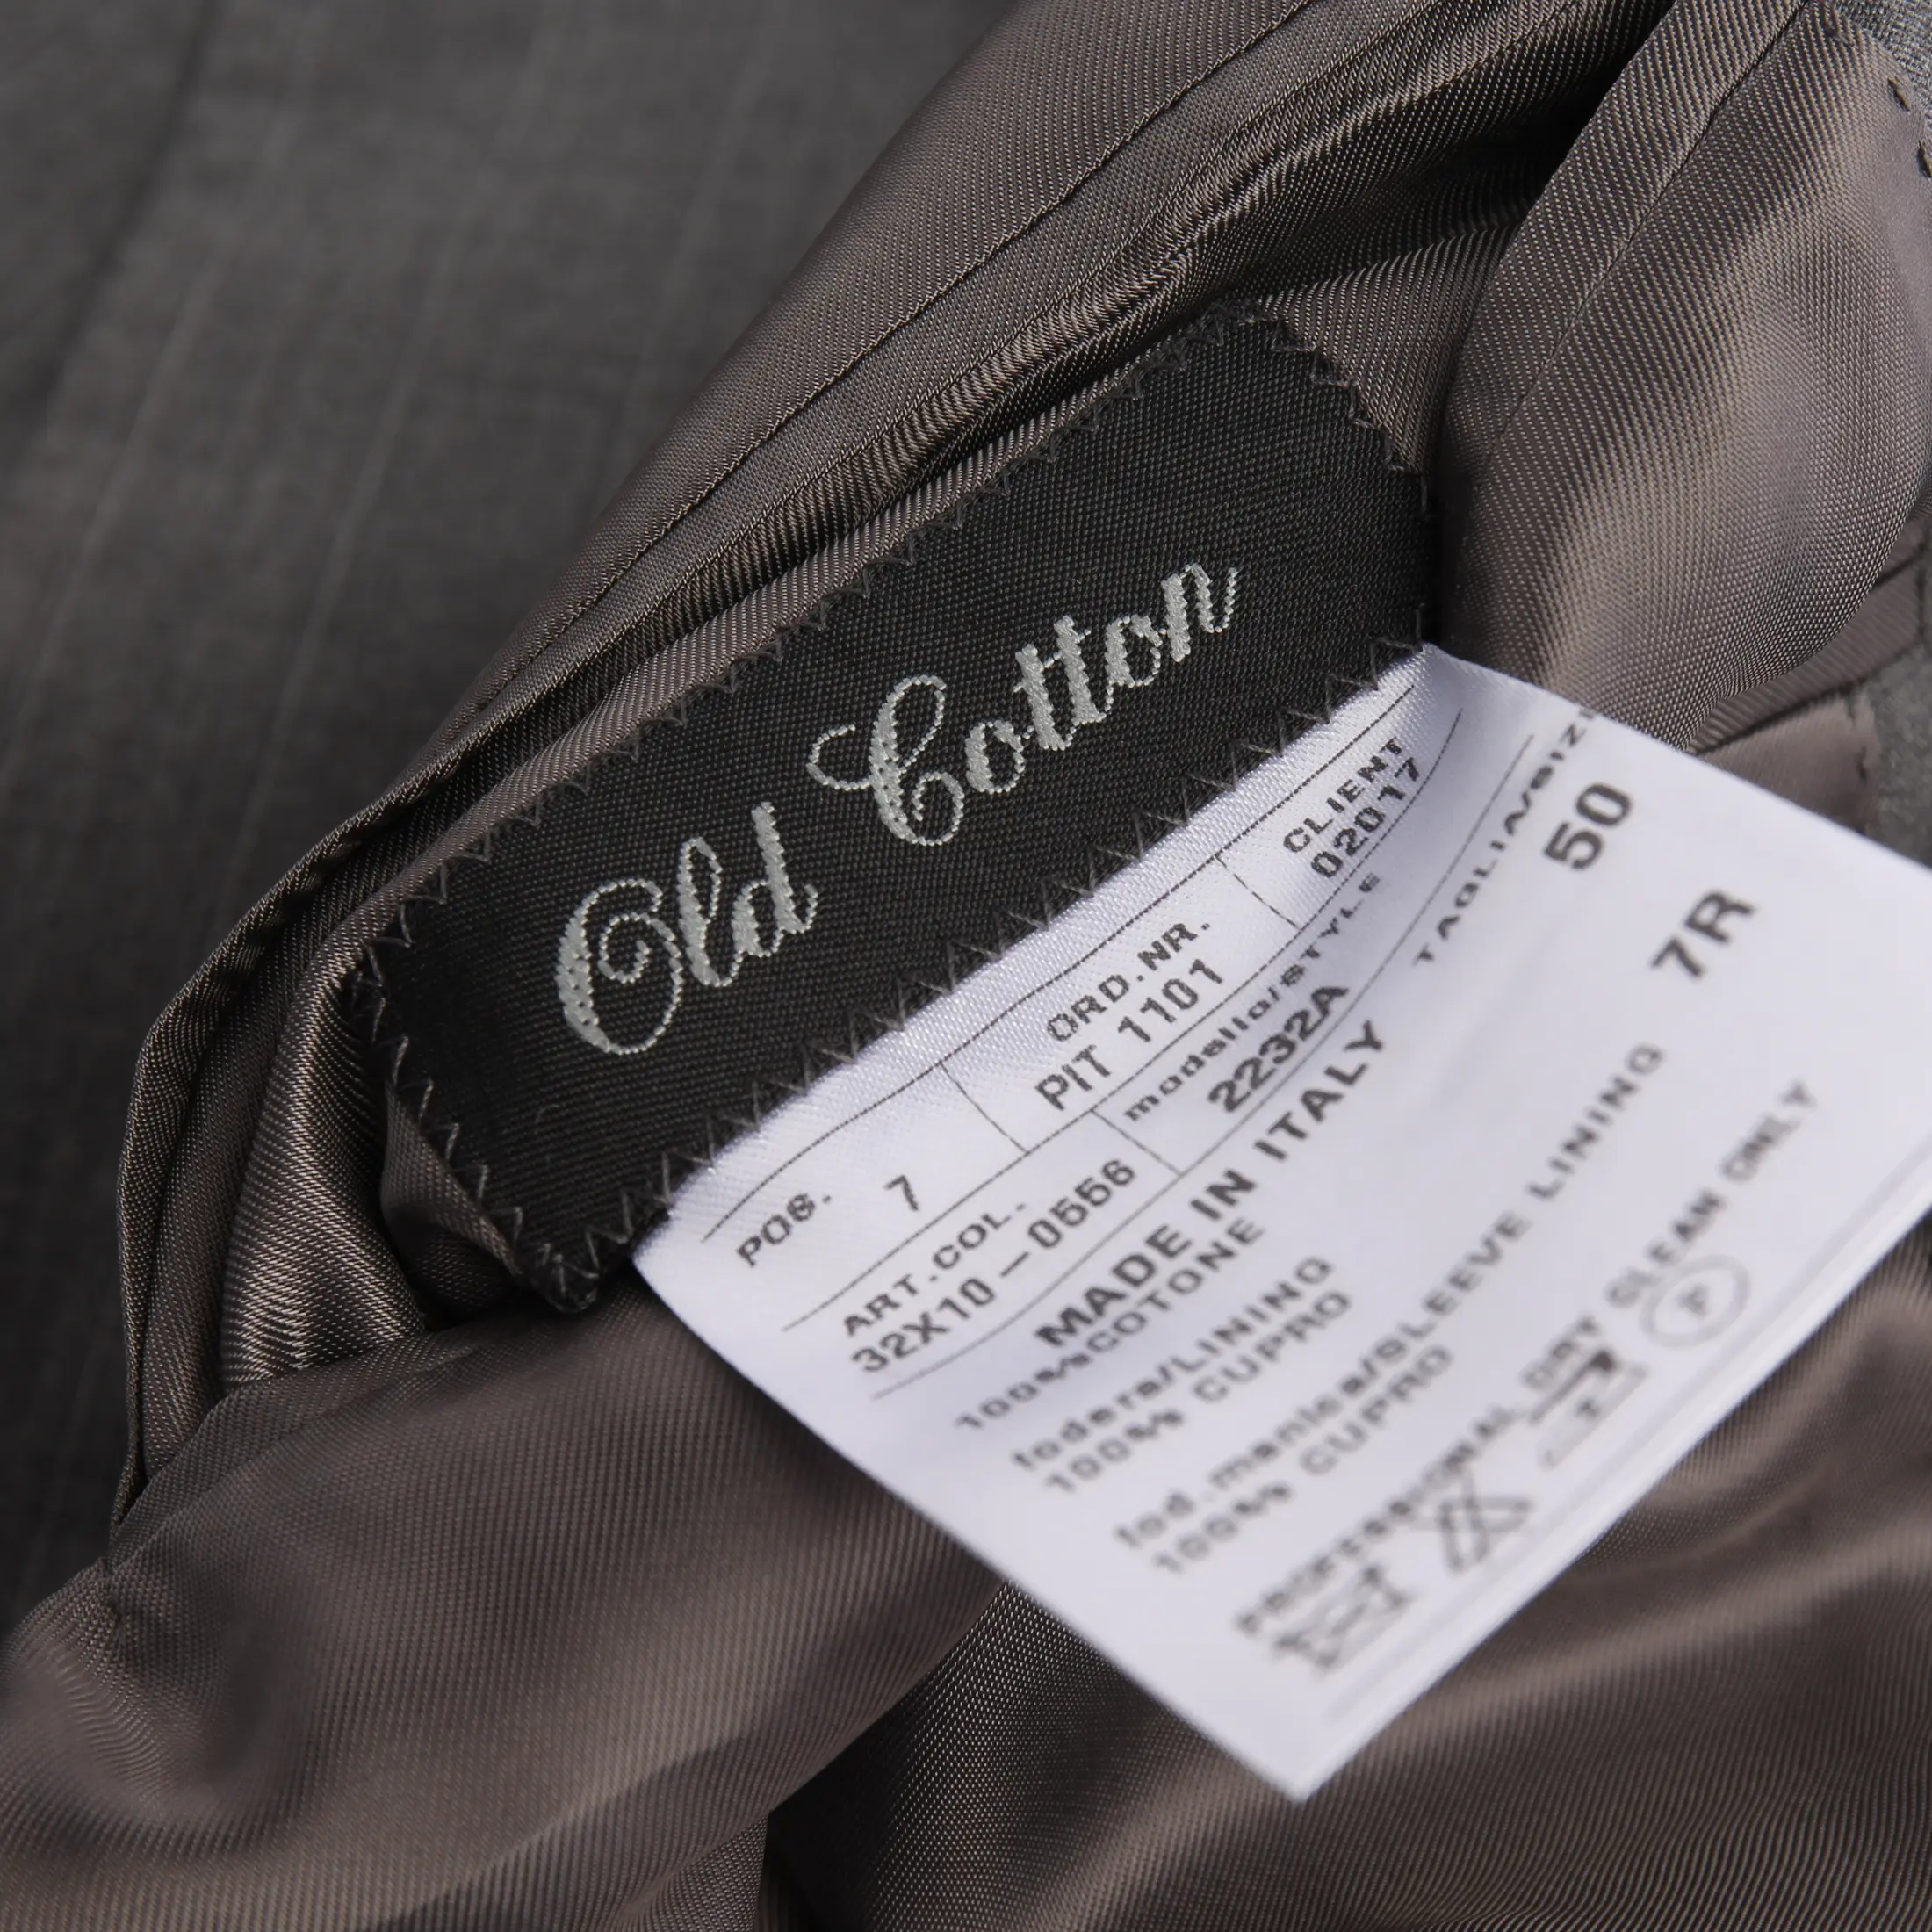 Old Cotton
CLIENT
02017
ORD.NR.
PIT 1101
POS.
7
TAGLIA/SIZ
50
7R
modello/STYLE
2232A
ART.COL.
32X10-0556
MADE IN ITALY
100%COTONE
fodera/LINING
100% CUPRO
fod.manica/SLEEVE LINING
100% CUPRO
PROFESSIONAL DRY CLEAN ONLY
P